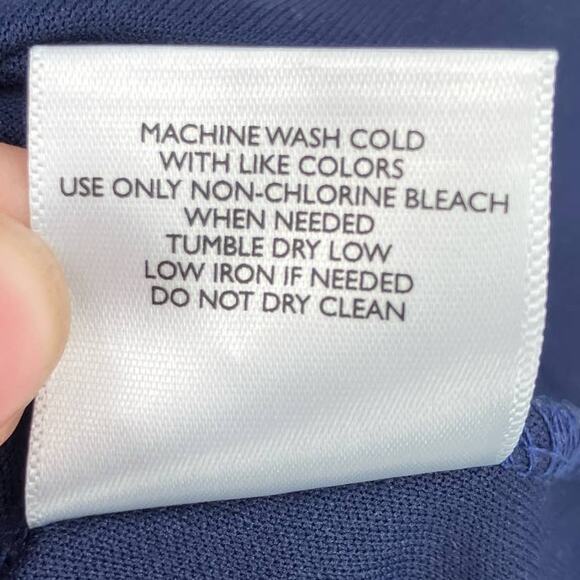 MACHINE WASH COLD
WITH LIKE COLORS
USE ONLY NON-CHLORINE BLEACH
WHEN NEEDED
TUMBLE DRY LOW
LOW IRON IF NEEDED
DO NOT DRY CLEAN